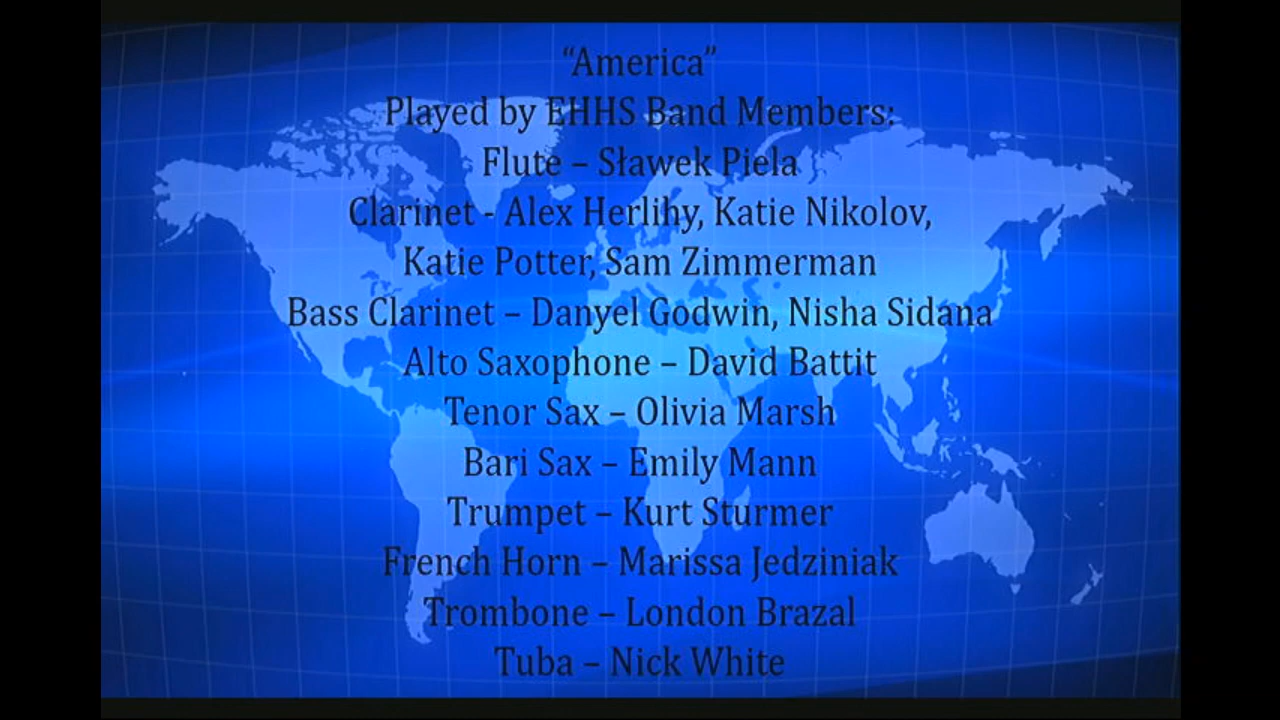 “America”
Played by EHHS Band Members:
Flute – Sławek Piela
Clarinet - Alex Herlihy, Katie Nikolov,
Katie Potter, Sam Zimmerman
Bass Clarinet – Danyel Godwin, Nisha Sidana
Alto Saxophone – David Battit
Tenor Sax – Olivia Marsh
Bari Sax – Emily Mann
Trumpet – Kurt Sturmer
French Horn – Marissa Jedziniak
Trombone – London Brazal
Tuba – Nick White